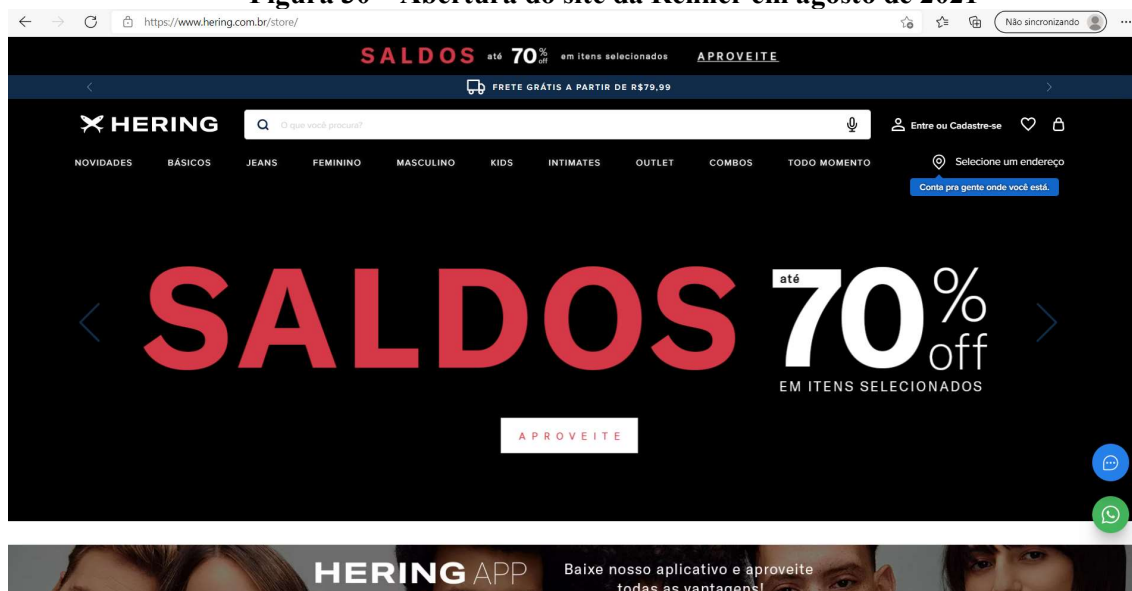 Figura 30 – Abertura do site da Renner em agosto de 2021
https://www.hering.com.br/store/
Não sincronizando
SALDOS até 70% off em itens selecionados APROVEITE
FRETE GRÁTIS A PARTIR DE R$79,99
HERING
O que você procura?
Entre ou Cadastre-se
NOVIDADES BÁSICOS JEANS FEMININO MASCULINO KIDS INTIMATES OUTLET COMBOS TODO MOMENTO
Selecione um endereço
Conta pra gente onde você está.
SALDOS até 70% off
EM ITENS SELECIONADOS
APROVEITE
HERING APP
Baixe nosso aplicativo e aproveite
todas as vantagens!